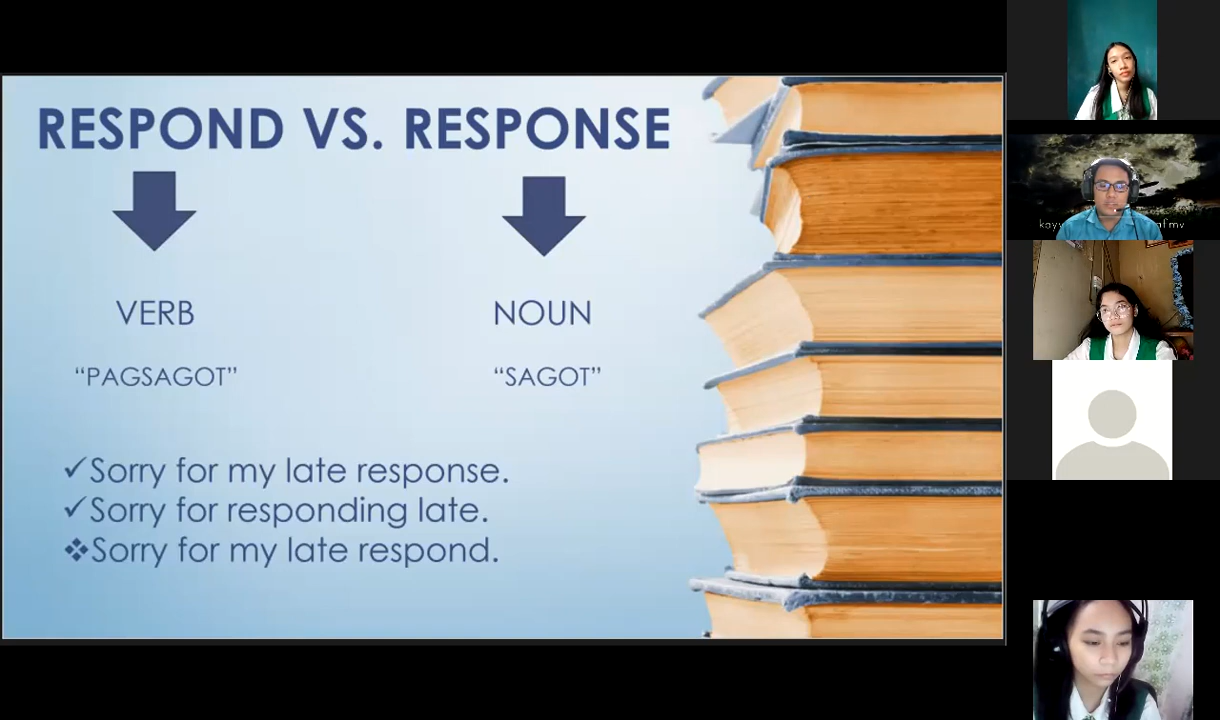 RESPOND VS. RESPONSE
VERB
NOUN
“PAGSAGOT”
“SAGOT”
✓Sorry for my late response.
✓Sorry for responding late.
❖Sorry for my late respond.